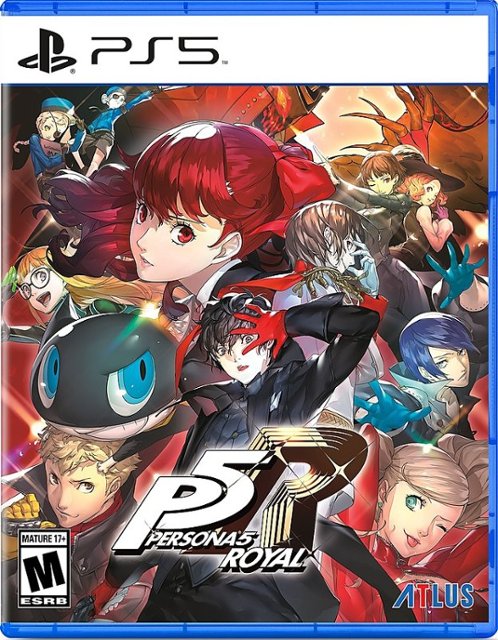 PS5
P5R
PERSONA5
ROYAL
MATURE 17+
M
ESRB
ATLUS